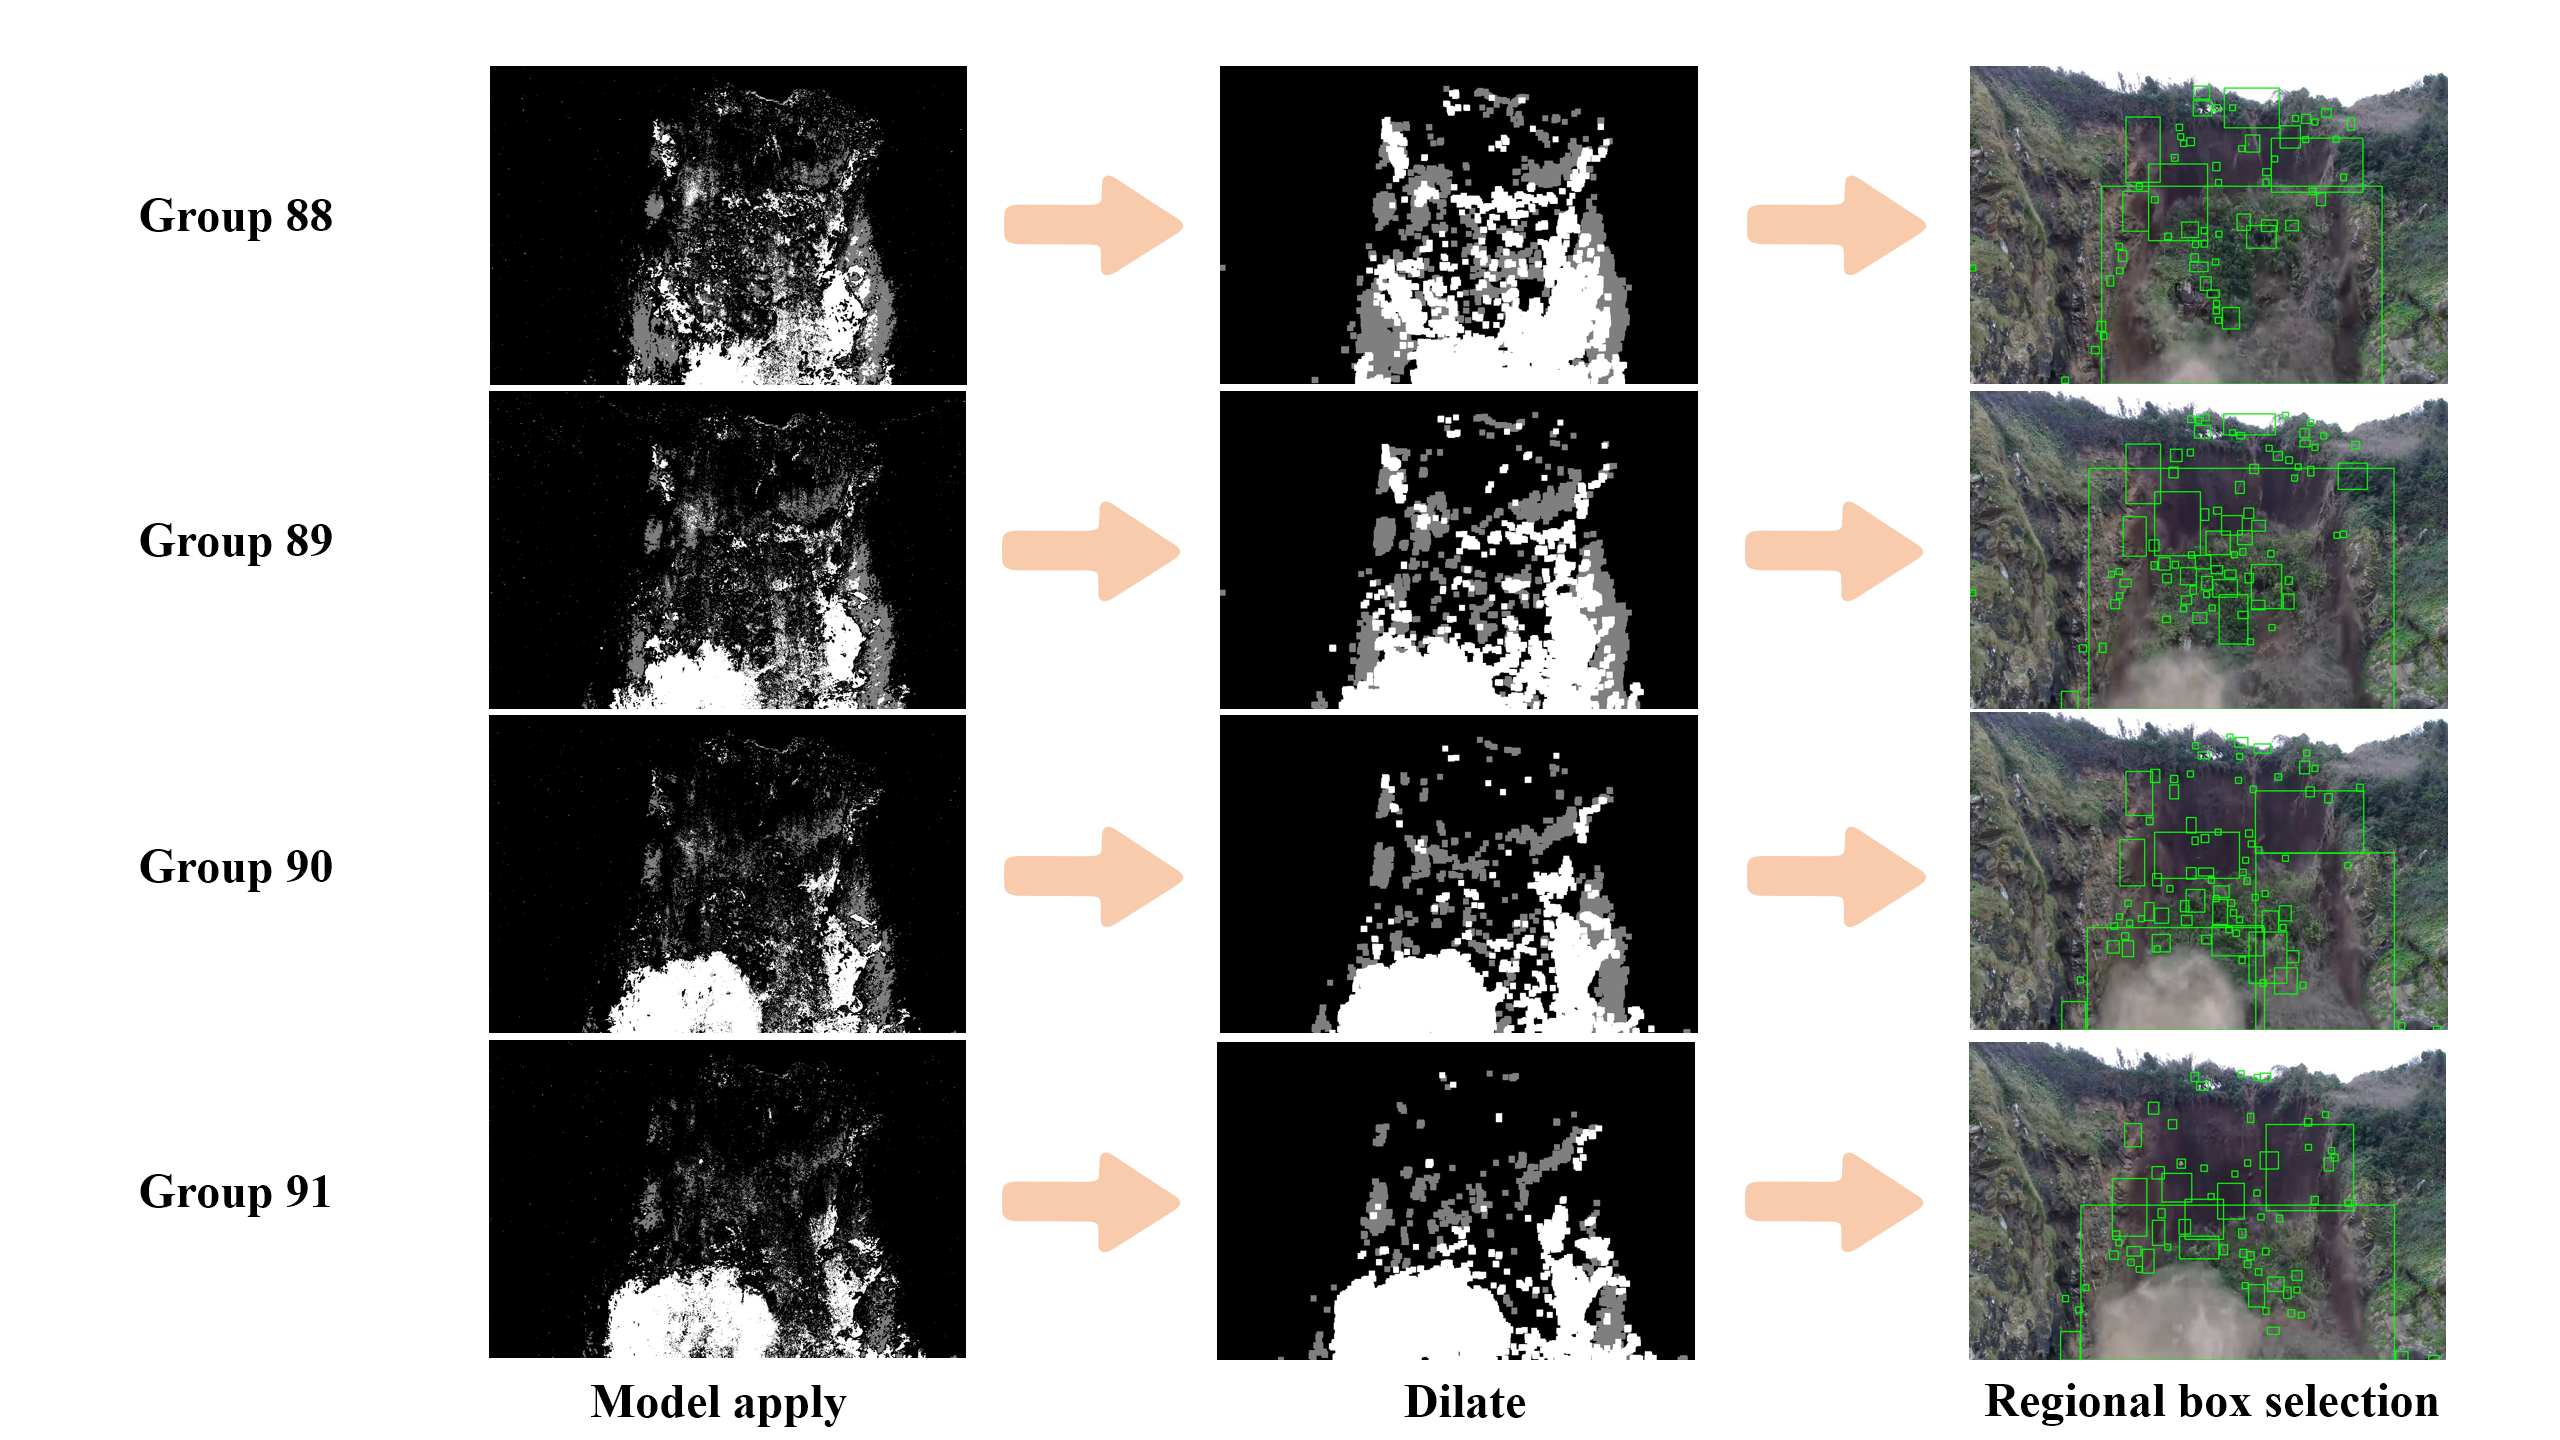 Group 88
Group 89
Group 90
Group 91
Model apply
Dilate
Regional box selection